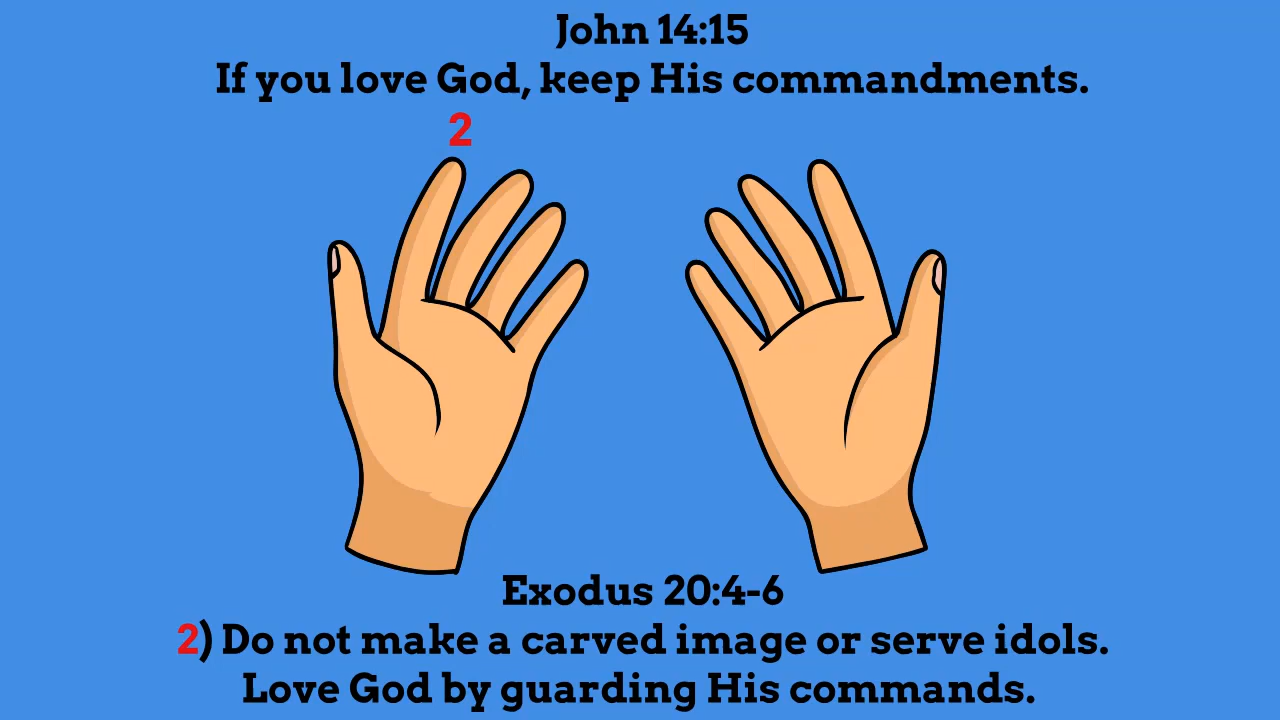 John 14:15
If you love God, keep His commandments.
2
Exodus 20:4-6
2) Do not make a carved image or serve idols.
Love God by guarding His commands.